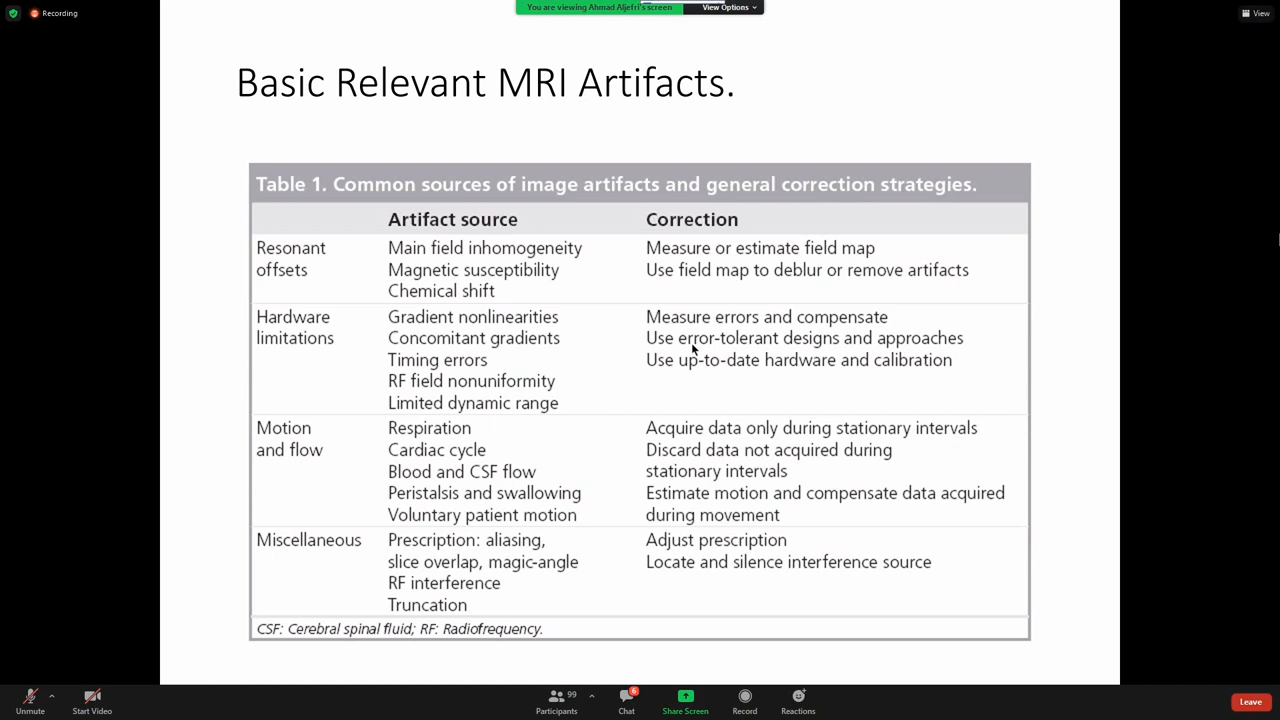 Recording
You are viewing Ahmad Aljefri's screen
View Options
View
Basic Relevant MRI Artifacts.
Table 1. Common sources of image artifacts and general correction strategies.
Artifact source Correction
Resonant Main field inhomogeneity Measure or estimate field map
offsets Magnetic susceptibility Use field map to deblur or remove artifacts
Chemical shift
Hardware Gradient nonlinearities Measure errors and compensate
limitations Concomitant gradients Use error-tolerant designs and approaches
Timing errors Use up-to-date hardware and calibration
RF field nonuniformity
Limited dynamic range
Motion Respiration Acquire data only during stationary intervals
and flow Cardiac cycle Discard data not acquired during
Blood and CSF flow stationary intervals
Peristalsis and swallowing Estimate motion and compensate data acquired
Voluntary patient motion during movement
Miscellaneous Prescription: aliasing, Adjust prescription
slice overlap, magic-angle Locate and silence interference source
RF interference
Truncation
CSF: Cerebral spinal fluid; RF: Radiofrequency.
99 6
Unmute Start Video Participants Chat Share Screen Record Reactions Leave